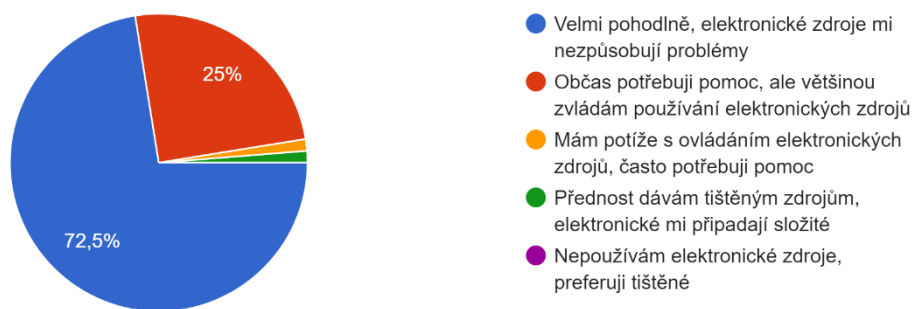 25%
72,5%
Velmi pohodlně, elektronické zdroje mi
nezpůsobují problémy
Občas potřebuji pomoc, ale většinou
zvládám používání elektronických zdrojů
Mám potíže s ovládáním elektronických
zdrojů, často potřebuji pomoc
Přednost dávám tištěným zdrojům,
elektronické mi připadají složité
Nepoužívám elektronické zdroje,
preferuji tištěné